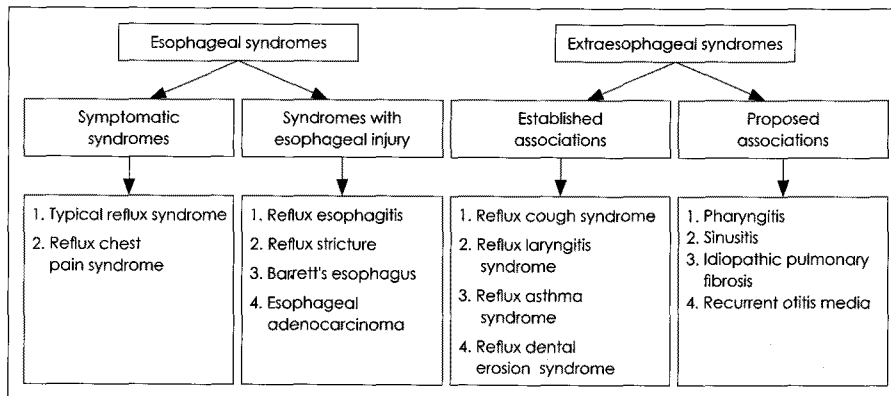 Esophageal syndromes
Extraesophageal syndromes
Symptomatic
syndromes
Syndromes with
esophageal injury
Established
associations
Proposed
associations
1. Typical reflux syndrome
2. Reflux chest
pain syndrome
1. Reflux esophagitis
2. Reflux stricture
3. Barrett's esophagus
4. Esophageal
adenocarcinoma
1. Reflux cough syndrome
2. Reflux laryngitis
syndrome
3. Reflux asthma
syndrome
4. Reflux dental
erosion syndrome
1. Pharyngitis
2. Sinusitis
3. Idiopathic pulmonary
fibrosis
4. Recurrent otitis media